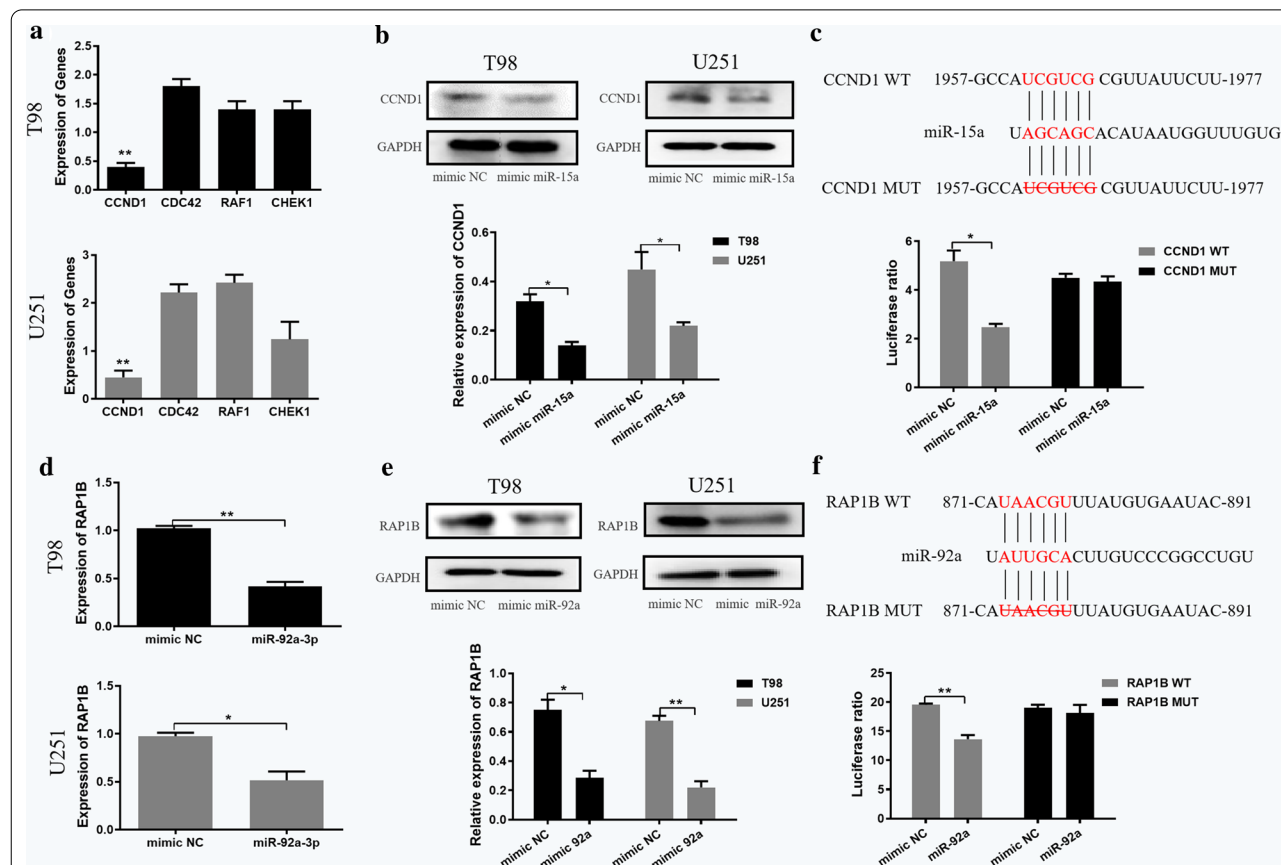 a
T98
Expression of Genes
2.5
2.0
1.5
1.0
0.5
0.0
**
CCND1 CDC42 RAF1 CHEK1
U251
Expression of Genes
3
2
1
0
**
CCND1 CDC42 RAF1 CHEK1
b
T98 U251
CCND1 CCND1
GAPDH GAPDH
mimic NC mimic miR-15a mimic NC mimic miR-15a
Relative expression of CCND1
0.6
0.4
0.2
0.0
* *
T98
U251
mimic NC mimic miR-15a mimic NC mimic miR-15a
c
CCND1 WT 1957-GCCAUCGUCG CGUUAUUCUU-1977
miR-15a UAGCAGCACAUAAUGGUUUGUG
CCND1 MUT 1957-GCCAUCGUCG CGUUAUUCUU-1977
Luciferase ratio
6
4
2
0
*
CCND1 WT
CCND1 MUT
mimic NC mimic miR-15a mimic NC mimic miR-15a
d
T98
Expression of RAP1B
1.5
1.0
0.5
0.0
**
mimic NC miR-92a-3p
U251
Expression of RAP1B
1.5
1.0
0.5
0.0
*
mimic NC miR-92a-3p
e
T98 U251
RAP1B RAP1B
GAPDH GAPDH
mimic NC mimic miR-92a mimic NC mimic miR-92a
Relative expression of RAP1B
1.0
0.8
0.6
0.4
0.2
0.0
* **
T98
U251
mimic NC mimic 92a mimic NC mimic 92a
f
RAP1B WT 871-CAUAACGUUUAUGUGAAUAC-891
miR-92a UAUUGCACUUGUCCCGGCCUGU
RAP1B MUT 871-CAUAACGUUUAUGUGAAUAC-891
Luciferase ratio
25
20
15
10
5
0
**
RAP1B WT
RAP1B MUT
mimic NC miR-92a mimic NC miR-92a